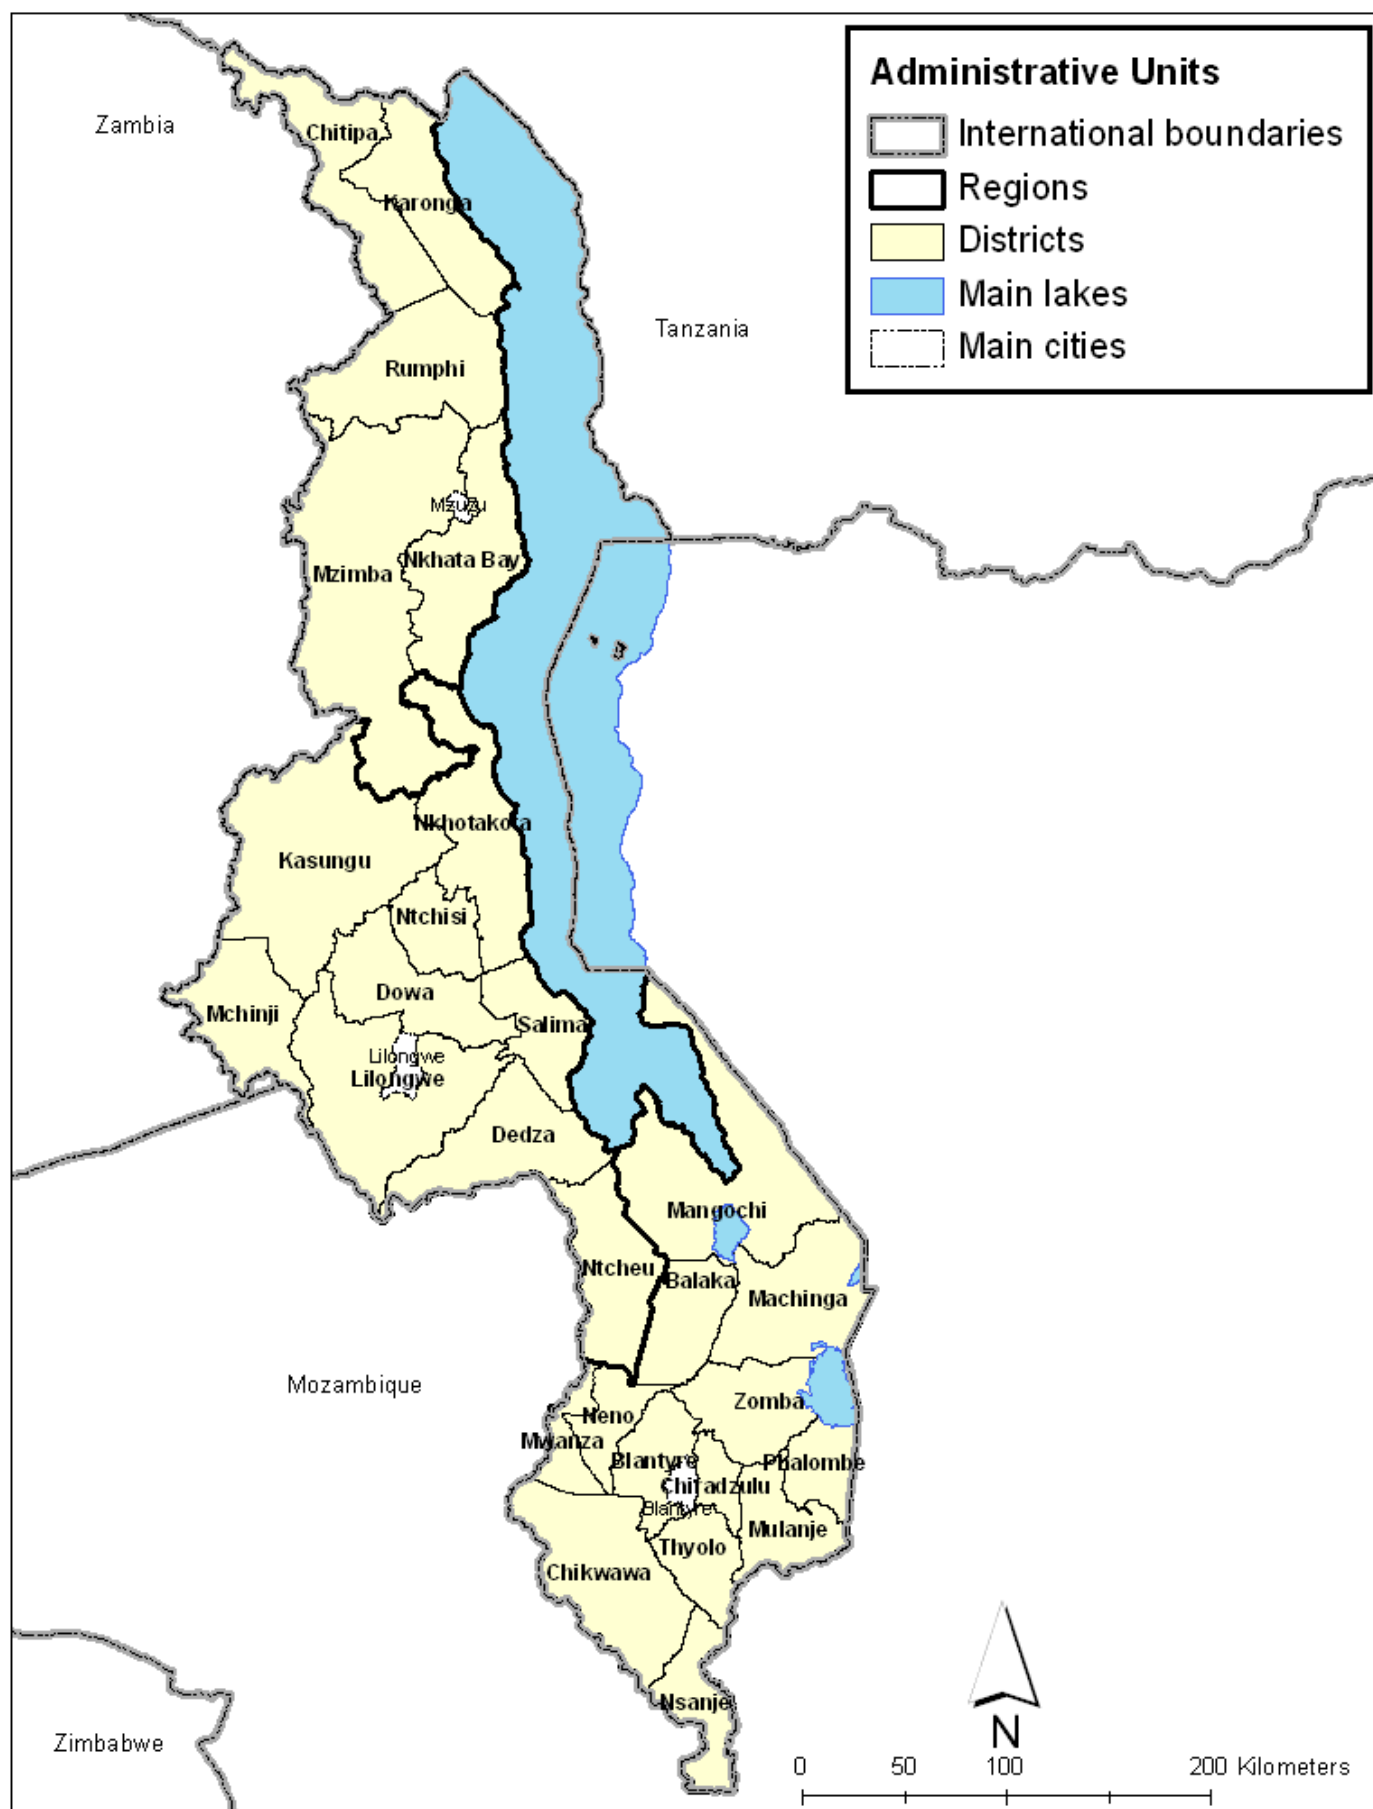 Administrative Units
International boundaries
Regions
Districts
Main lakes
Main cities
Zambia
Chitipa
Karonga
Tanzania
Rumphi
Mzuzu
Nkhata Bay
Mzimba
Nkhotakota
Kasungu
Ntchisi
Dowa
Mchinji
Salima
Lilongwe
Lilongwe
Dedza
Mangochi
Ntcheu
Balaka
Machinga
Mozambique
Zomba
Neno
Mwanza
Blantyre
Phalombe
Chiradzulu
Blantyre
Mulanje
Thyolo
Chikwawa
Nsanje
N
Zimbabwe
0 50 100 200 Kilometers